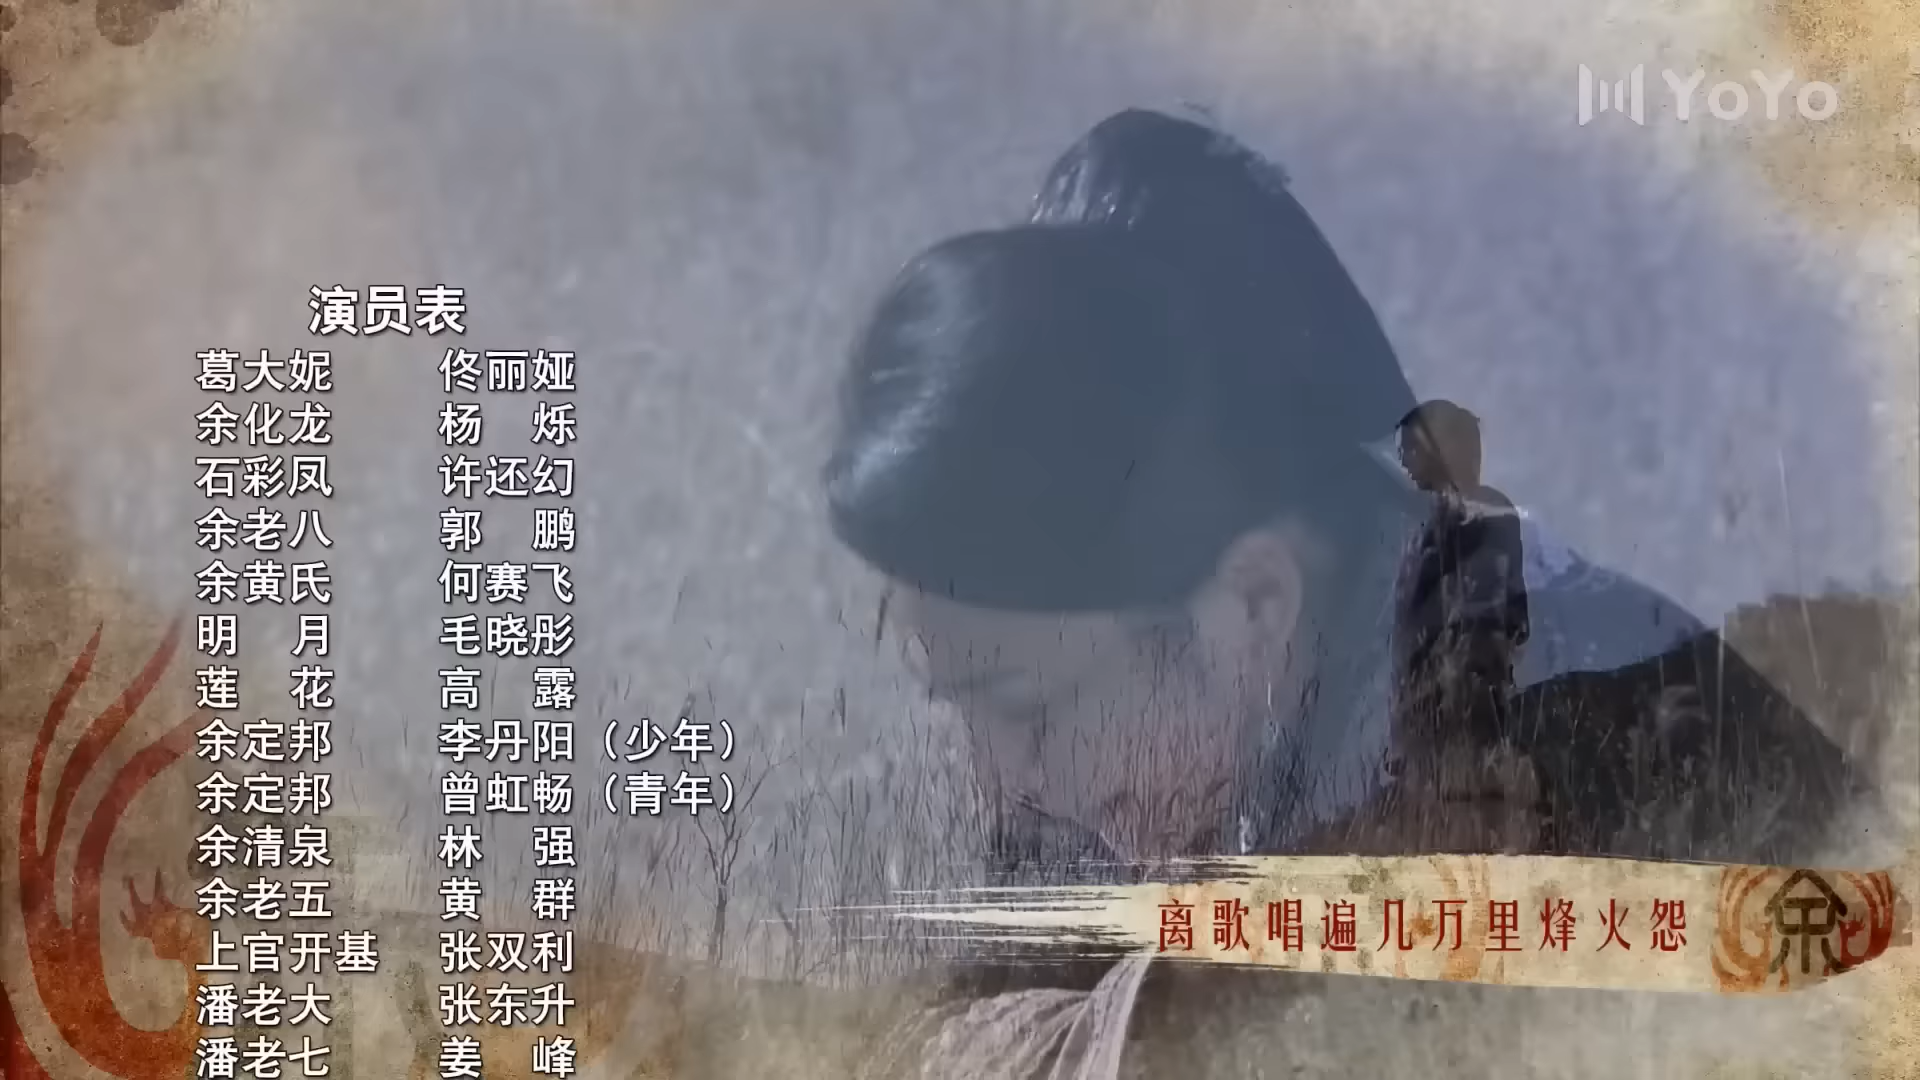 YoYo
演员表
葛大妮 佟丽娅
余化龙 杨 烁
石彩凤 许还幻
余老八 郭 鹏
余黄氏 何赛飞
明 月 毛晓彤
莲 花 高 露
余定邦 李丹阳（少年）
余定邦 曾虹畅（青年）
余清泉 林 强
余老五 黄 群
上官开基 张双利
潘老大 张东升
潘老七 姜 峰
离歌唱遍几万里烽火怨
余